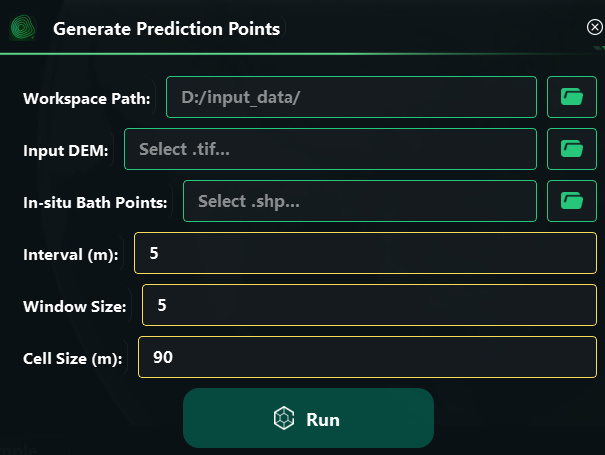 Generate Prediction Points
Workspace Path: D:/input_data/
Input DEM: Select .tif...
In-situ Bath Points: Select .shp...
Interval (m): 5
Window Size: 5
Cell Size (m): 90
Run